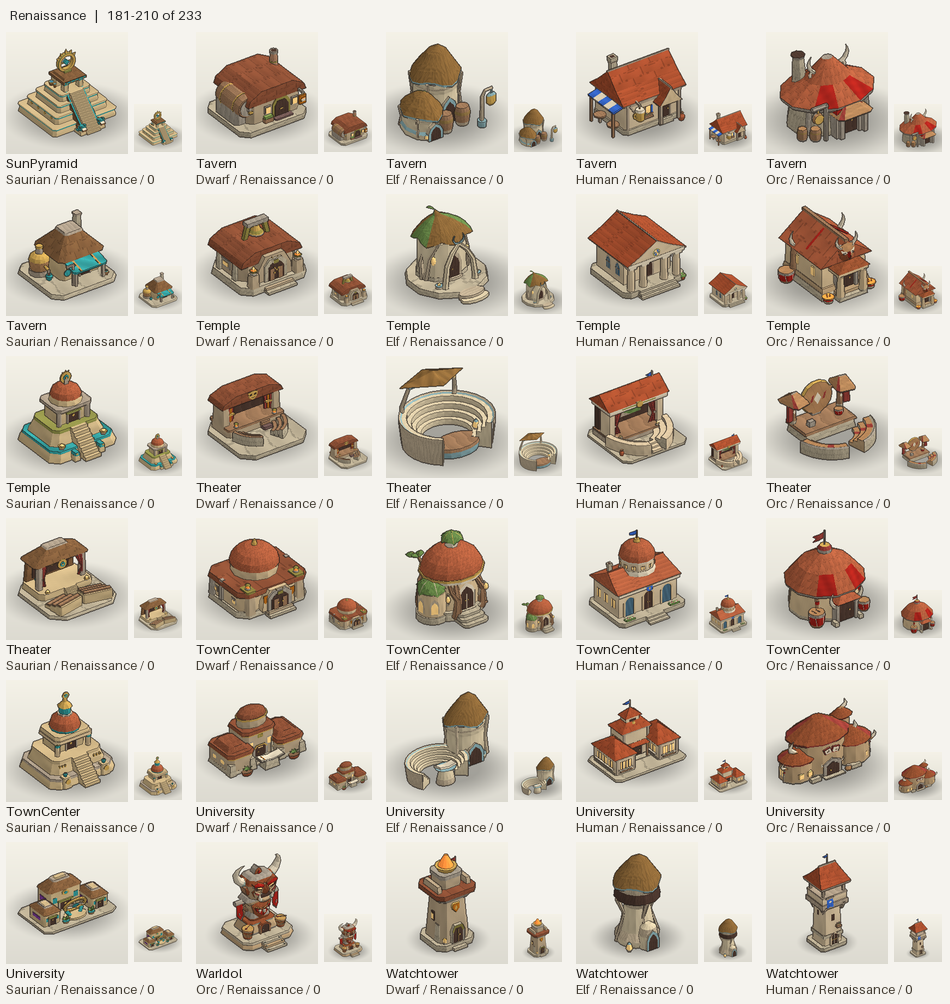 Renaissance | 181-210 of 233
SunPyramid
Saurian / Renaissance / 0
Tavern
Dwarf / Renaissance / 0
Tavern
Elf / Renaissance / 0
Tavern
Human / Renaissance / 0
Tavern
Orc / Renaissance / 0
Tavern
Saurian / Renaissance / 0
Temple
Dwarf / Renaissance / 0
Temple
Elf / Renaissance / 0
Temple
Human / Renaissance / 0
Temple
Orc / Renaissance / 0
Temple
Saurian / Renaissance / 0
Theater
Dwarf / Renaissance / 0
Theater
Elf / Renaissance / 0
Theater
Human / Renaissance / 0
Theater
Orc / Renaissance / 0
Theater
Saurian / Renaissance / 0
TownCenter
Dwarf / Renaissance / 0
TownCenter
Elf / Renaissance / 0
TownCenter
Human / Renaissance / 0
TownCenter
Orc / Renaissance / 0
TownCenter
Saurian / Renaissance / 0
University
Dwarf / Renaissance / 0
University
Elf / Renaissance / 0
University
Human / Renaissance / 0
University
Orc / Renaissance / 0
University
Saurian / Renaissance / 0
WarIdol
Orc / Renaissance / 0
Watchtower
Dwarf / Renaissance / 0
Watchtower
Elf / Renaissance / 0
Watchtower
Human / Renaissance / 0